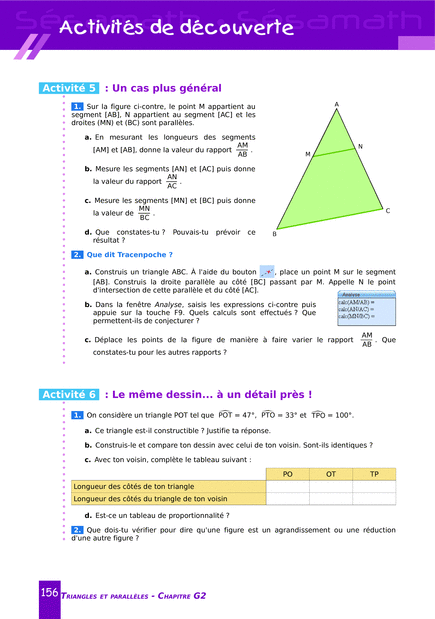 Sésamath Sésamath
Activités de découverte
Activité 5 : Un cas plus général
1. Sur la figure ci-contre, le point M appartient au
segment [AB], N appartient au segment [AC] et les
droites (MN) et (BC) sont parallèles.
a. En mesurant les longueurs des segments
[AM] et [AB], donne la valeur du rapport AM/AB .
b. Mesure les segments [AN] et [AC] puis donne
la valeur du rapport AN/AC .
c. Mesure les segments [MN] et [BC] puis donne
la valeur de MN/BC .
d. Que constates-tu ? Pouvais-tu prévoir ce
résultat ?
A
M
N
B
C
2. Que dit Tracenpoche ?
a. Construis un triangle ABC. À l'aide du bouton , place un point M sur le segment
[AB]. Construis la droite parallèle au côté [BC] passant par M. Appelle N le point
d'intersection de cette parallèle et du côté [AC].
b. Dans la fenêtre Analyse, saisis les expressions ci-contre puis
appuie sur la touche F9. Quels calculs sont effectués ? Que
permettent-ils de conjecturer ?
Analyse
calc(AM/AB) =
calc(AN/AC) =
calc(MN/BC) =
c. Déplace les points de la figure de manière à faire varier le rapport AM/AB . Que
constates-tu pour les autres rapports ?
Activité 6 : Le même dessin... à un détail près !
1. On considère un triangle POT tel que POT = 47°, PTO = 33° et TPO = 100°.
a. Ce triangle est-il constructible ? Justifie ta réponse.
b. Construis-le et compare ton dessin avec celui de ton voisin. Sont-ils identiques ?
c. Avec ton voisin, complète le tableau suivant :
PO OT TP
Longueur des côtés de ton triangle
Longueur des côtés du triangle de ton voisin
d. Est-ce un tableau de proportionnalité ?
2. Que dois-tu vérifier pour dire qu'une figure est un agrandissement ou une réduction
d'une autre figure ?
156 TRIANGLES ET PARALLÈLES - CHAPITRE G2